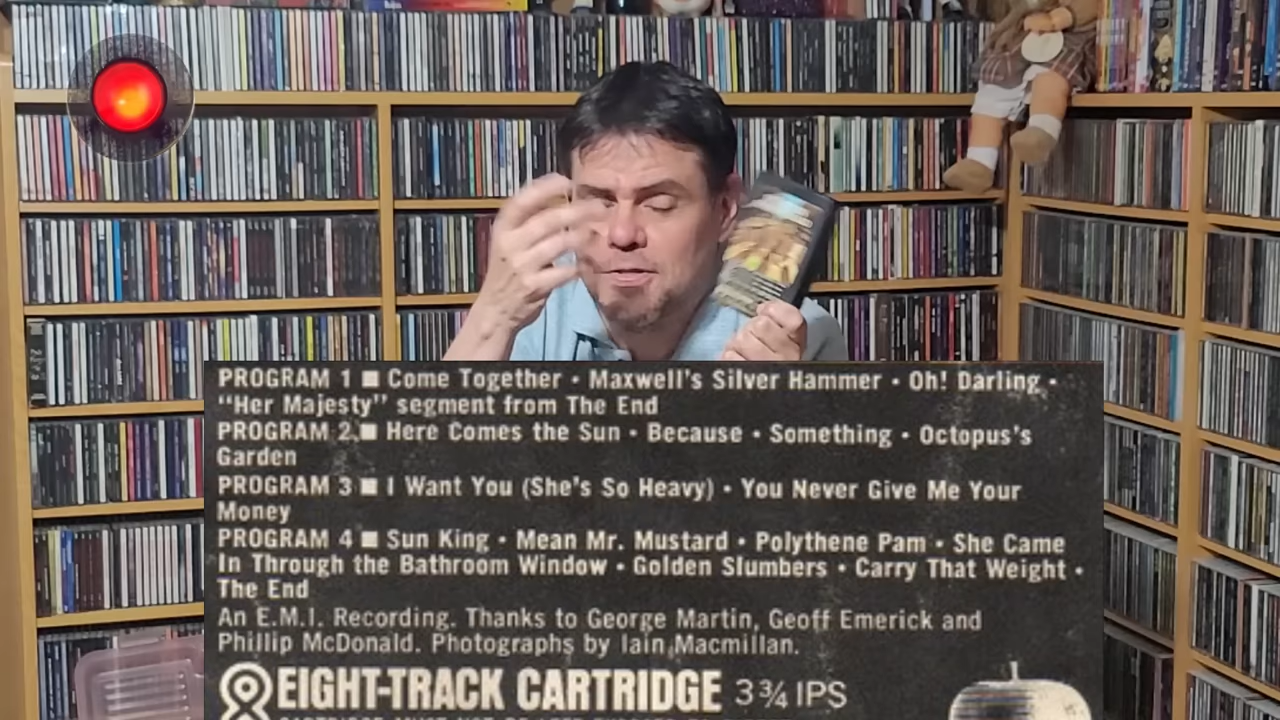 PROGRAM 1 ■ Come Together • Maxwell's Silver Hammer • Oh! Darling •
"Her Majesty" segment from The End
PROGRAM 2 ■ Here Comes the Sun • Because • Something • Octopus's
Garden
PROGRAM 3 ■ I Want You (She's So Heavy) • You Never Give Me Your
Money
PROGRAM 4 ■ Sun King • Mean Mr. Mustard • Polythene Pam • She Came
In Through the Bathroom Window • Golden Slumbers • Carry That Weight •
The End
An E.M.I. Recording. Thanks to George Martin, Geoff Emerick and
Phillip McDonald. Photographs by Iain Macmillan.
EIGHT-TRACK CARTRIDGE 3¾ IPS